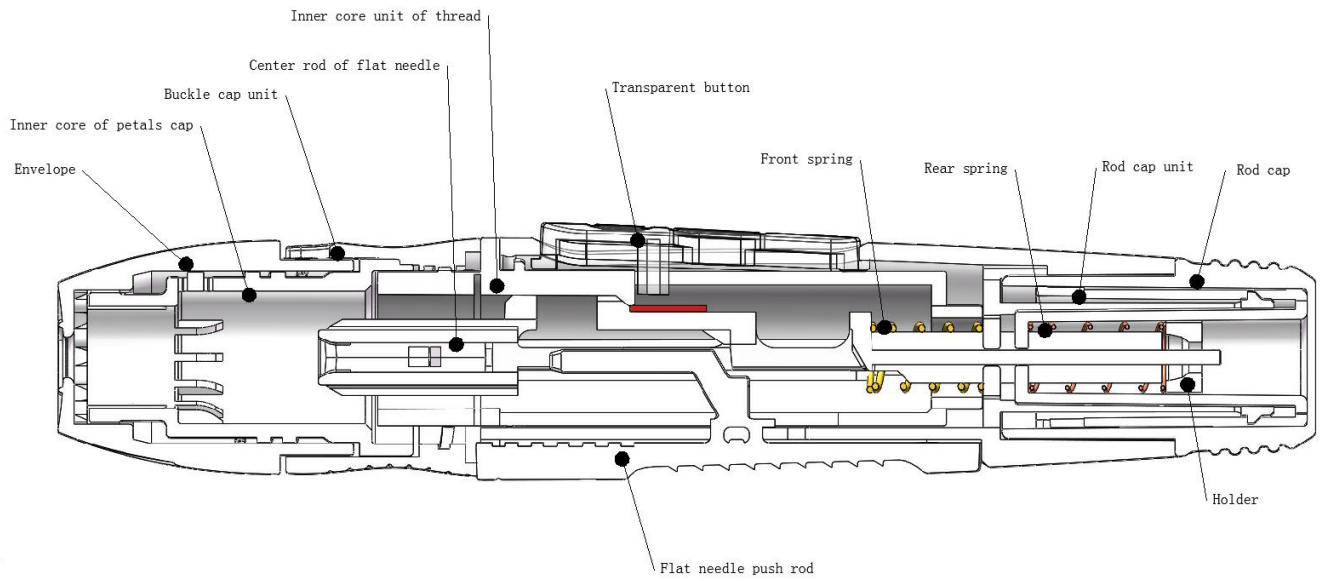 Inner core unit of thread
Center rod of flat needle
Transparent button
Buckle cap unit
Inner core of petals cap
Front spring
Rear spring
Rod cap unit
Rod cap
Envelope
Holder
Flat needle push rod